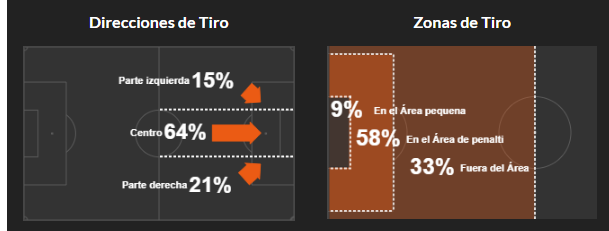 Direcciones de Tiro
Parte izquierda 15%
Centro 64%
Parte derecha 21%
Zonas de Tiro
9% En el Área pequena
58% En el Área de penalti
33% Fuera del Área